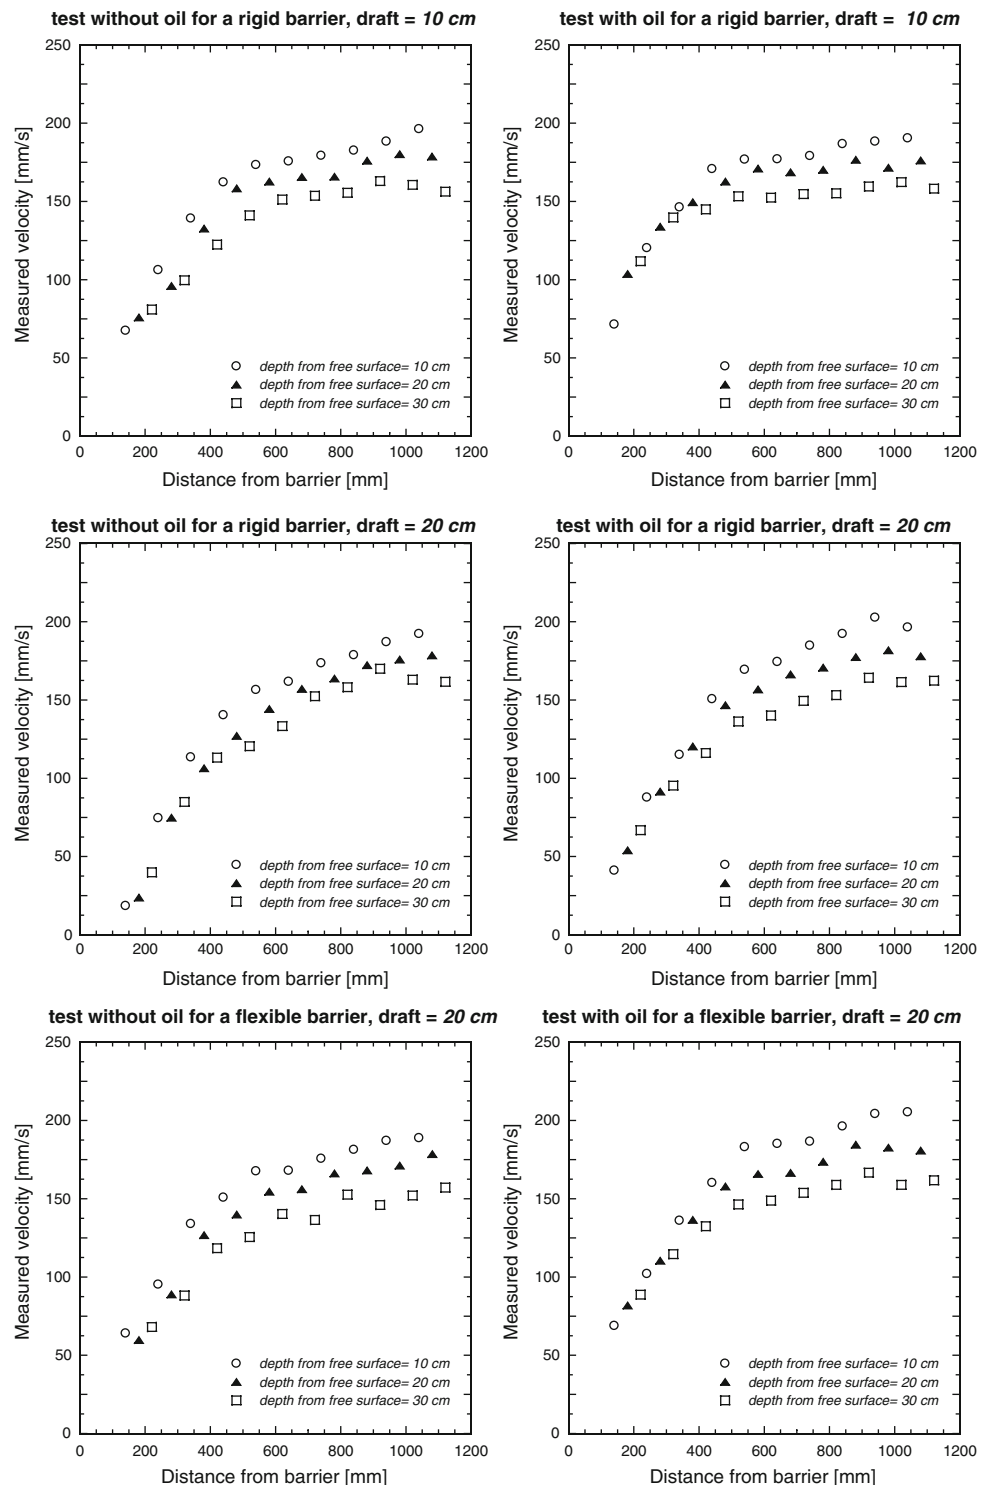 test without oil for a rigid barrier, draft = 10 cm
250
200
150
100
50
0
0 200 400 600 800 1000 1200
Measured velocity [mm/s]
Distance from barrier [mm]
depth from free surface= 10 cm
depth from free surface= 20 cm
depth from free surface= 30 cm
test with oil for a rigid barrier, draft = 10 cm
250
200
150
100
50
0
0 200 400 600 800 1000 1200
Measured velocity [mm/s]
Distance from barrier [mm]
depth from free surface= 10 cm
depth from free surface= 20 cm
depth from free surface= 30 cm
test without oil for a rigid barrier, draft = 20 cm
250
200
150
100
50
0
0 200 400 600 800 1000 1200
Measured velocity [mm/s]
Distance from barrier [mm]
depth from free surface= 10 cm
depth from free surface= 20 cm
depth from free surface= 30 cm
test with oil for a rigid barrier, draft = 20 cm
250
200
150
100
50
0
0 200 400 600 800 1000 1200
Measured velocity [mm/s]
Distance from barrier [mm]
depth from free surface= 10 cm
depth from free surface= 20 cm
depth from free surface= 30 cm
test without oil for a flexible barrier, draft = 20 cm
250
200
150
100
50
0
0 200 400 600 800 1000 1200
Measured velocity [mm/s]
Distance from barrier [mm]
depth from free surface= 10 cm
depth from free surface= 20 cm
depth from free surface= 30 cm
test with oil for a flexible barrier, draft = 20 cm
250
200
150
100
50
0
0 200 400 600 800 1000 1200
Measured velocity [mm/s]
Distance from barrier [mm]
depth from free surface= 10 cm
depth from free surface= 20 cm
depth from free surface= 30 cm